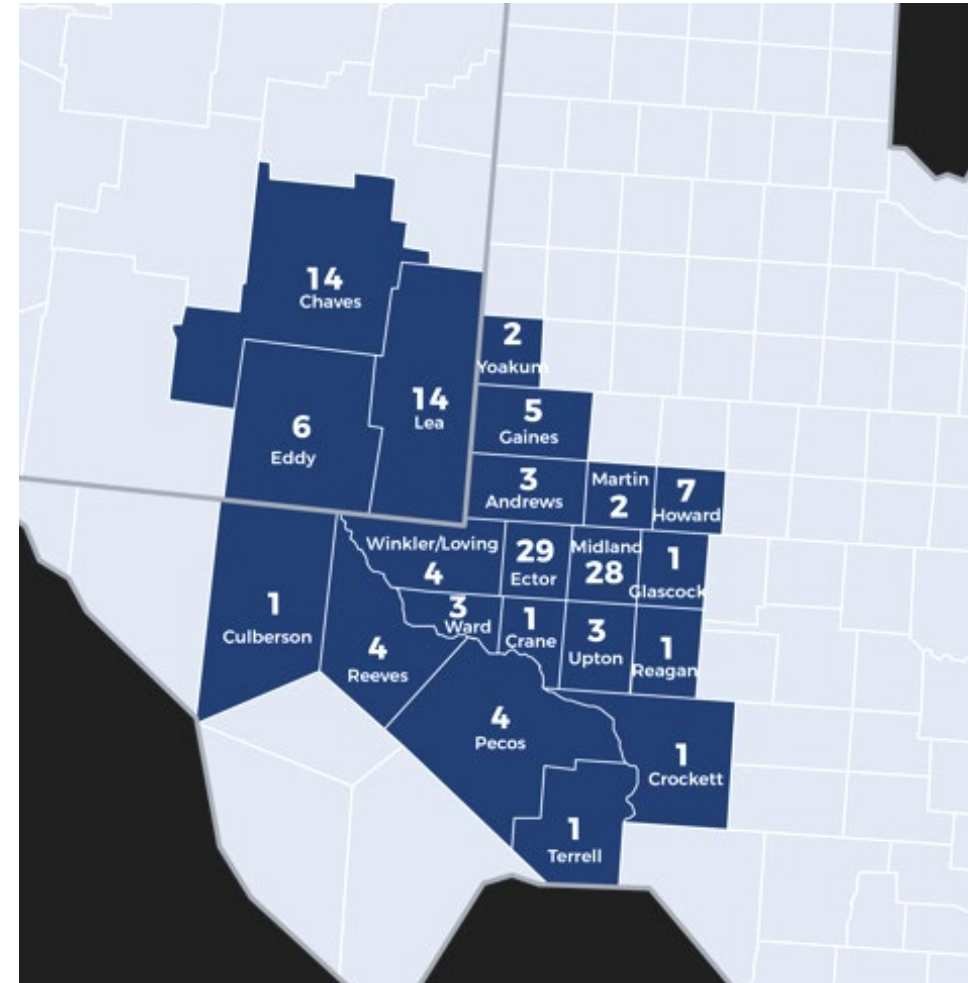 14
Chaves
2
Yoakum
14
Lea
5
Gaines
6
Eddy
3
Andrews
Martin
2
7
Howard
Winkler/Loving
4
29
Ector
Midland
28
1
Glascock
1
Culberson
4
Reeves
3
Ward
1
Crane
3
Upton
1
Reagan
4
Pecos
1
Crockett
1
Terrell